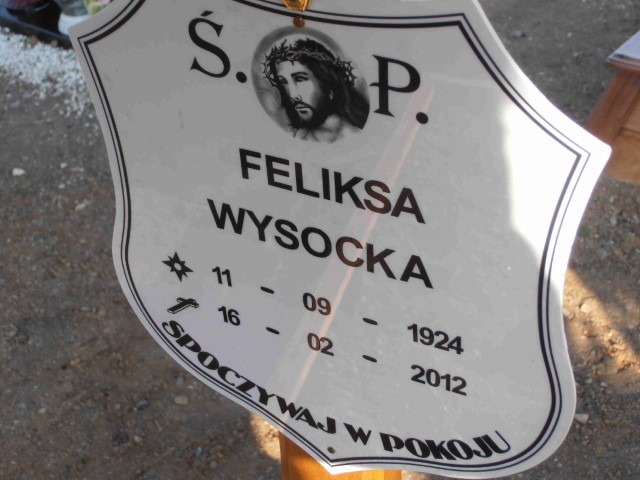 Ś. P.
FELIKSA
WYSOCKA
11 - 09 - 1924
16 - 02 - 2012
SPOCZYWAJ W POKOJU